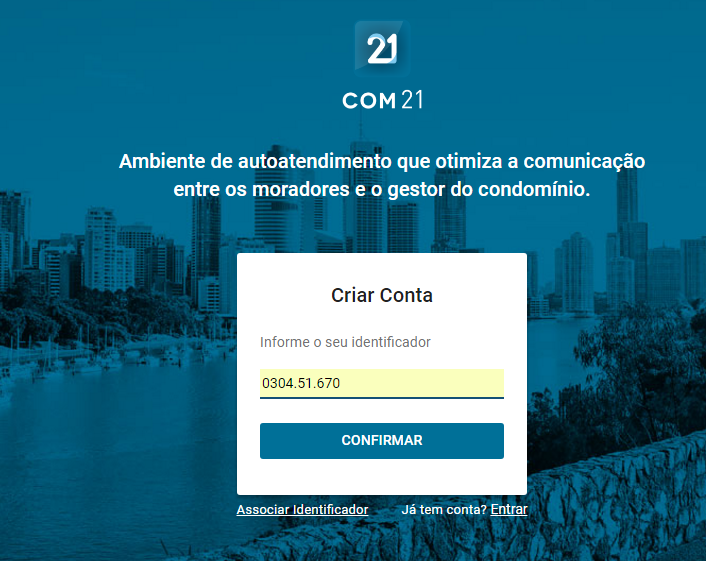 21
COM 21
Ambiente de autoatendimento que otimiza a comunicação
entre os moradores e o gestor do condomínio.
Criar Conta
Informe o seu identificador
0304.51.670
CONFIRMAR
Associar Identificador Já tem conta? Entrar